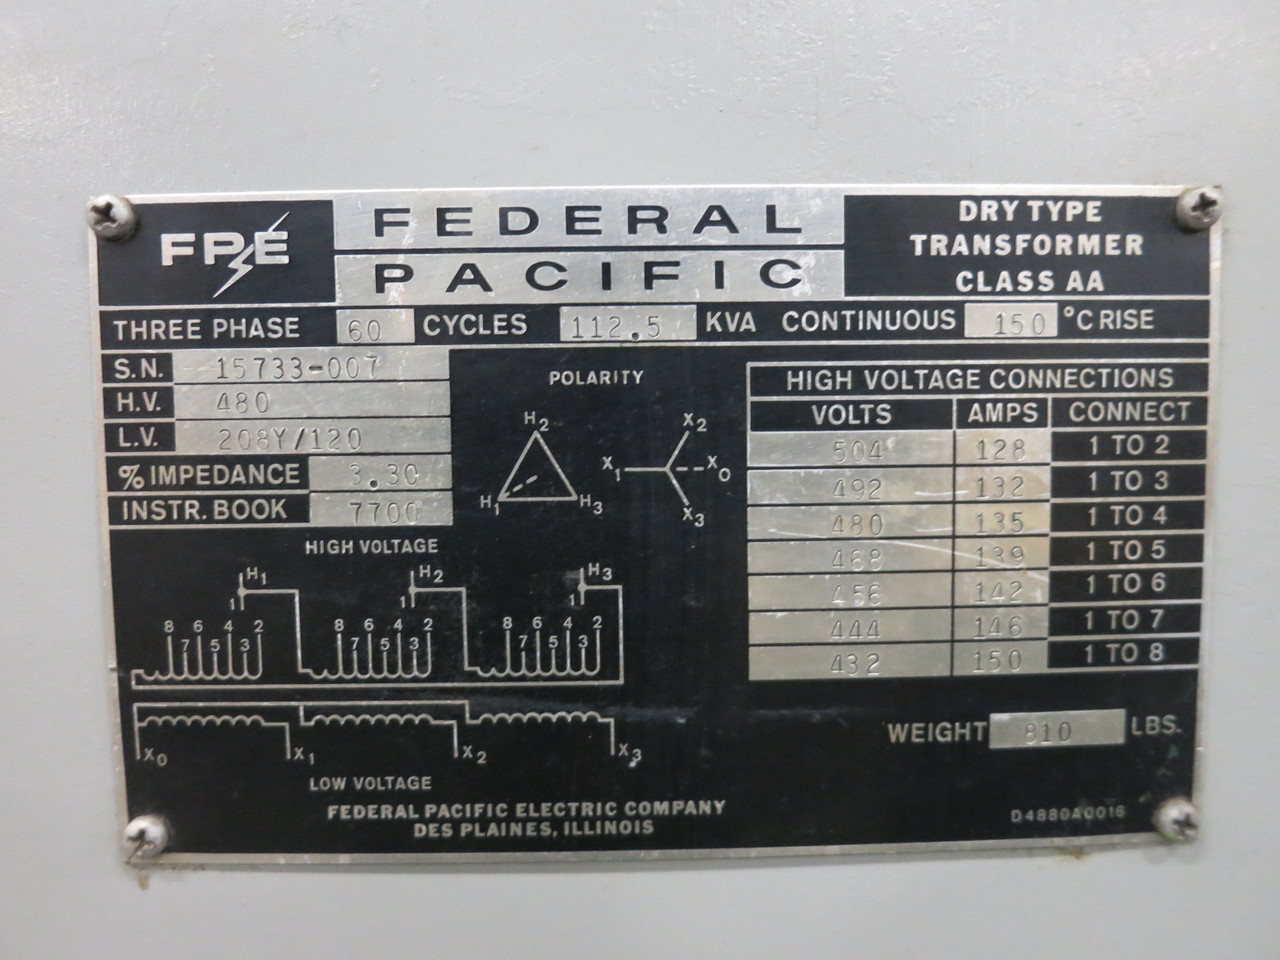 FPE
FEDERAL
PACIFIC
DRY TYPE
TRANSFORMER
CLASS AA
THREE PHASE 60 CYCLES 112.5 KVA CONTINUOUS 150 °C RISE
S.N. 15733-007
H.V. 480
L.V. 208Y/120
% IMPEDANCE 3.30
INSTR. BOOK 7700
POLARITY
H2
H1 H3
X2
X1 X0
X3
HIGH VOLTAGE CONNECTIONS
VOLTS AMPS CONNECT
504 128 1 TO 2
492 132 1 TO 3
480 135 1 TO 4
468 139 1 TO 5
456 142 1 TO 6
444 146 1 TO 7
432 150 1 TO 8
HIGH VOLTAGE
H1 H2 H3
1 1 1
8 6 4 2 8 6 4 2 8 6 4 2
7 5 3 7 5 3 7 5 3
X0 X1 X2 X3
LOW VOLTAGE
WEIGHT 810 LBS.
FEDERAL PACIFIC ELECTRIC COMPANY
DES PLAINES, ILLINOIS
D4880A0016